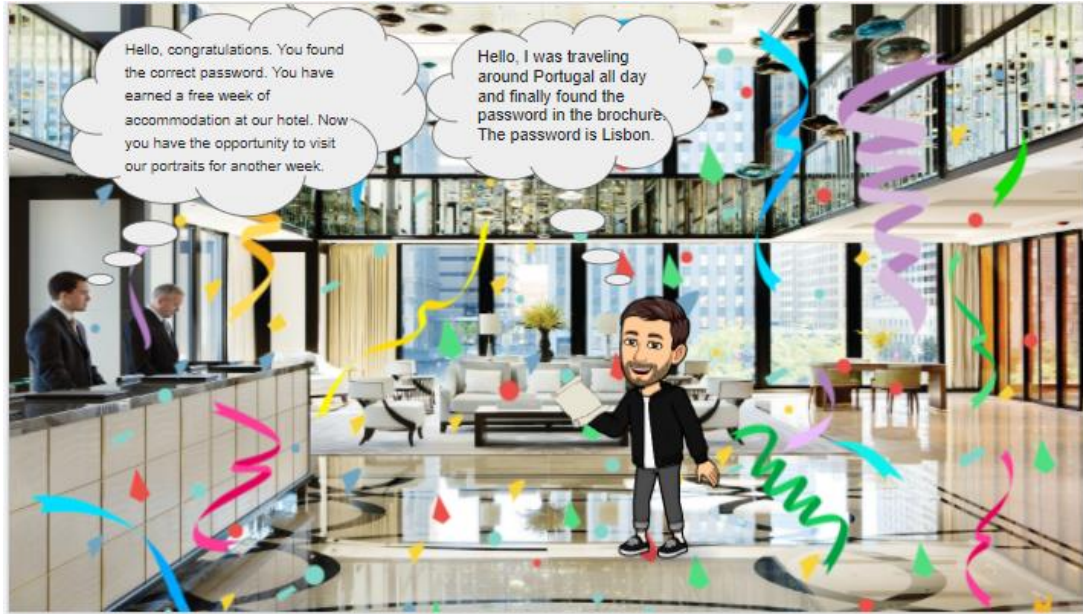 Hello, congratulations. You found
the correct password. You have
earned a free week of
accommodation at our hotel. Now
you have the opportunity to visit
our portraits for another week.
Hello, I was traveling
around Portugal all day
and finally found the
password in the brochure.
The password is Lisbon.